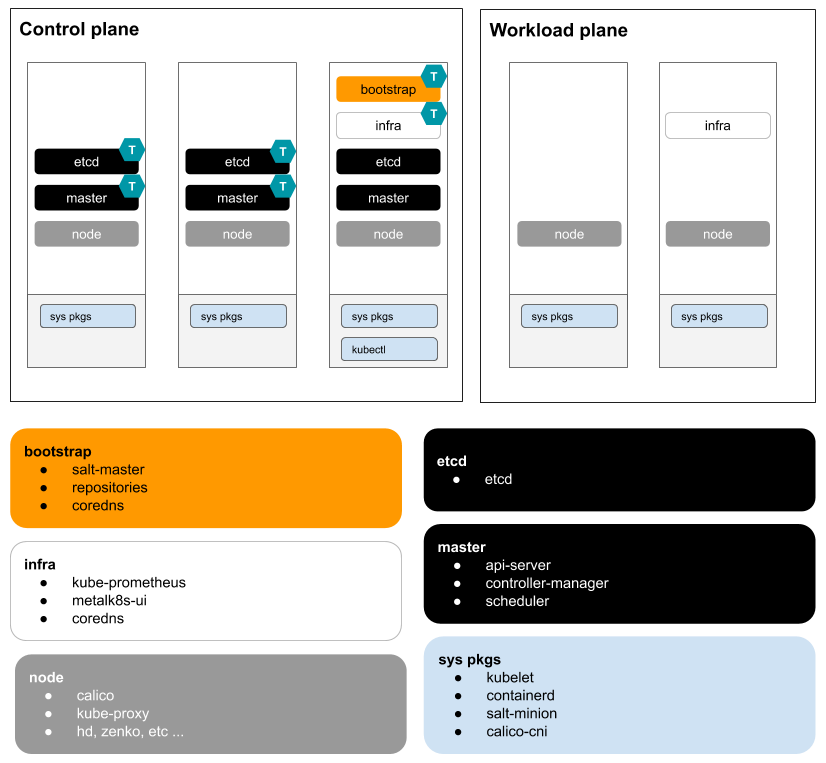 Control plane
Workload plane
T
bootstrap
T
infra
infra
T
etcd
T
etcd
etcd
T
master
T
master
master
node
node
node
node
node
sys pkgs
sys pkgs
sys pkgs
sys pkgs
sys pkgs
kubectl
bootstrap
● salt-master
● repositories
● coredns
etcd
● etcd
infra
● kube-prometheus
● metalk8s-ui
● coredns
master
● api-server
● controller-manager
● scheduler
node
● calico
● kube-proxy
● hd, zenko, etc ...
sys pkgs
● kubelet
● containerd
● salt-minion
● calico-cni